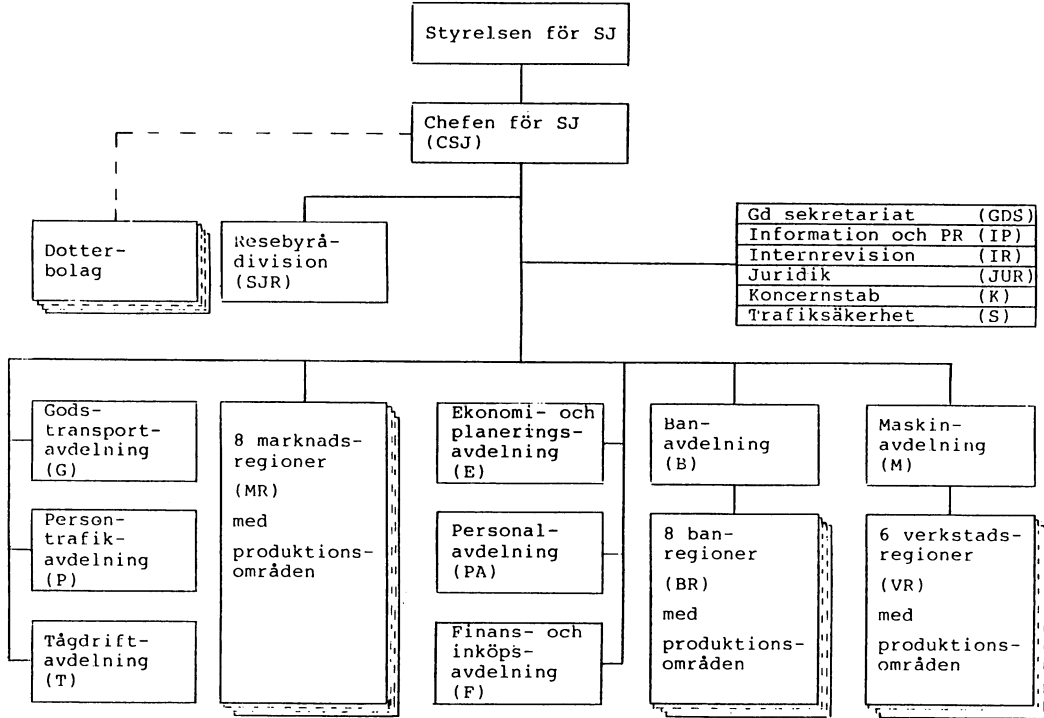 Styrelsen för SJ
Chefen för SJ
(CSJ)
Dotter-
bolag
Resebyrå-
division
(SJR)
Gd sekretariat (GDS)
Information och PR (IP)
Internrevision (IR)
Juridik (JUR)
Koncernstab (K)
Trafiksäkerhet (S)
Gods-
transport-
avdelning
(G)
Person-
trafik-
avdelning
(P)
Tågdrift-
avdelning
(T)
8 marknads-
regioner
(MR)
med
produktions-
områden
Ekonomi- och
planerings-
avdelning
(E)
Personal-
avdelning
(PA)
Finans- och
inköps-
avdelning
(F)
Ban-
avdelning
(B)
8 ban-
regioner
(BR)
med
produktions-
områden
Maskin-
avdelning
(M)
6 verkstads-
regioner
(VR)
med
produktions-
områden